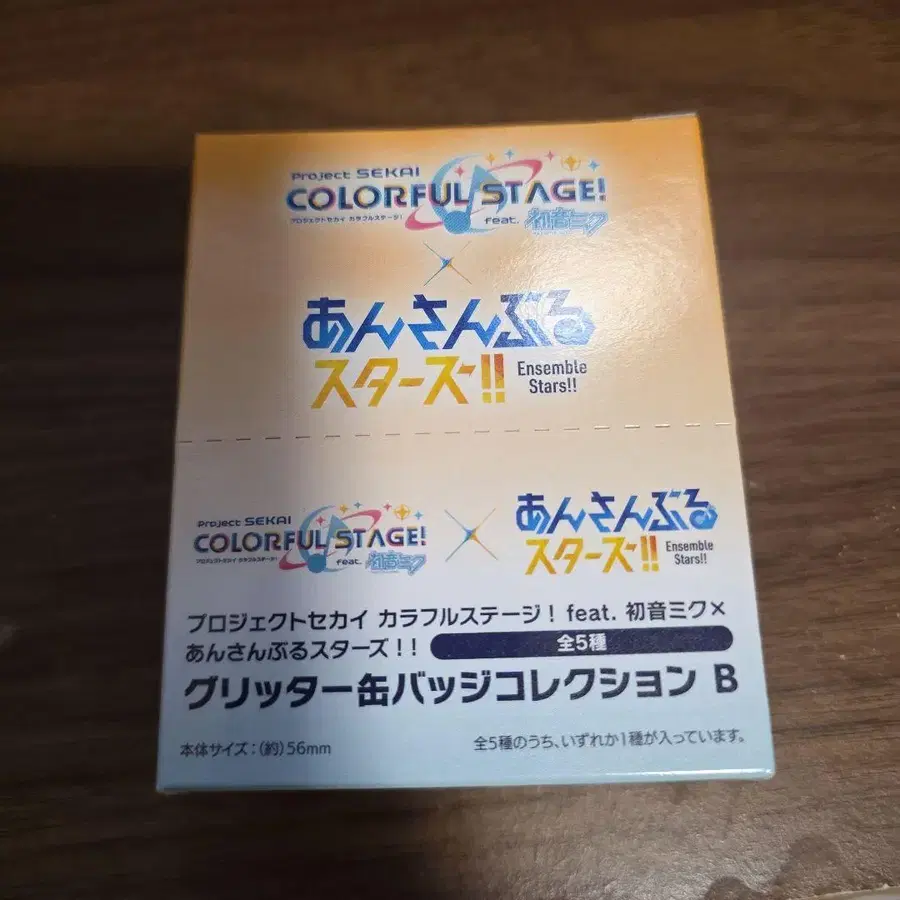 Project SEKAI
COLORFUL STAGE!
プロジェクトセカイ カラフルステージ! feat. 初音ミク
×
あんさんぶる
スターズ!! Ensemble Stars!!
Project SEKAI
COLORFUL STAGE!
プロジェクトセカイ カラフルステージ! feat. 初音ミク
×
あんさんぶる
スターズ!! Ensemble Stars!!
プロジェクトセカイ カラフルステージ! feat. 初音ミク×
あんさんぶるスターズ!! 全5種
グリッター缶バッジコレクション B
本体サイズ:(約)56mm 全5種のうち、いずれか1種が入っています。